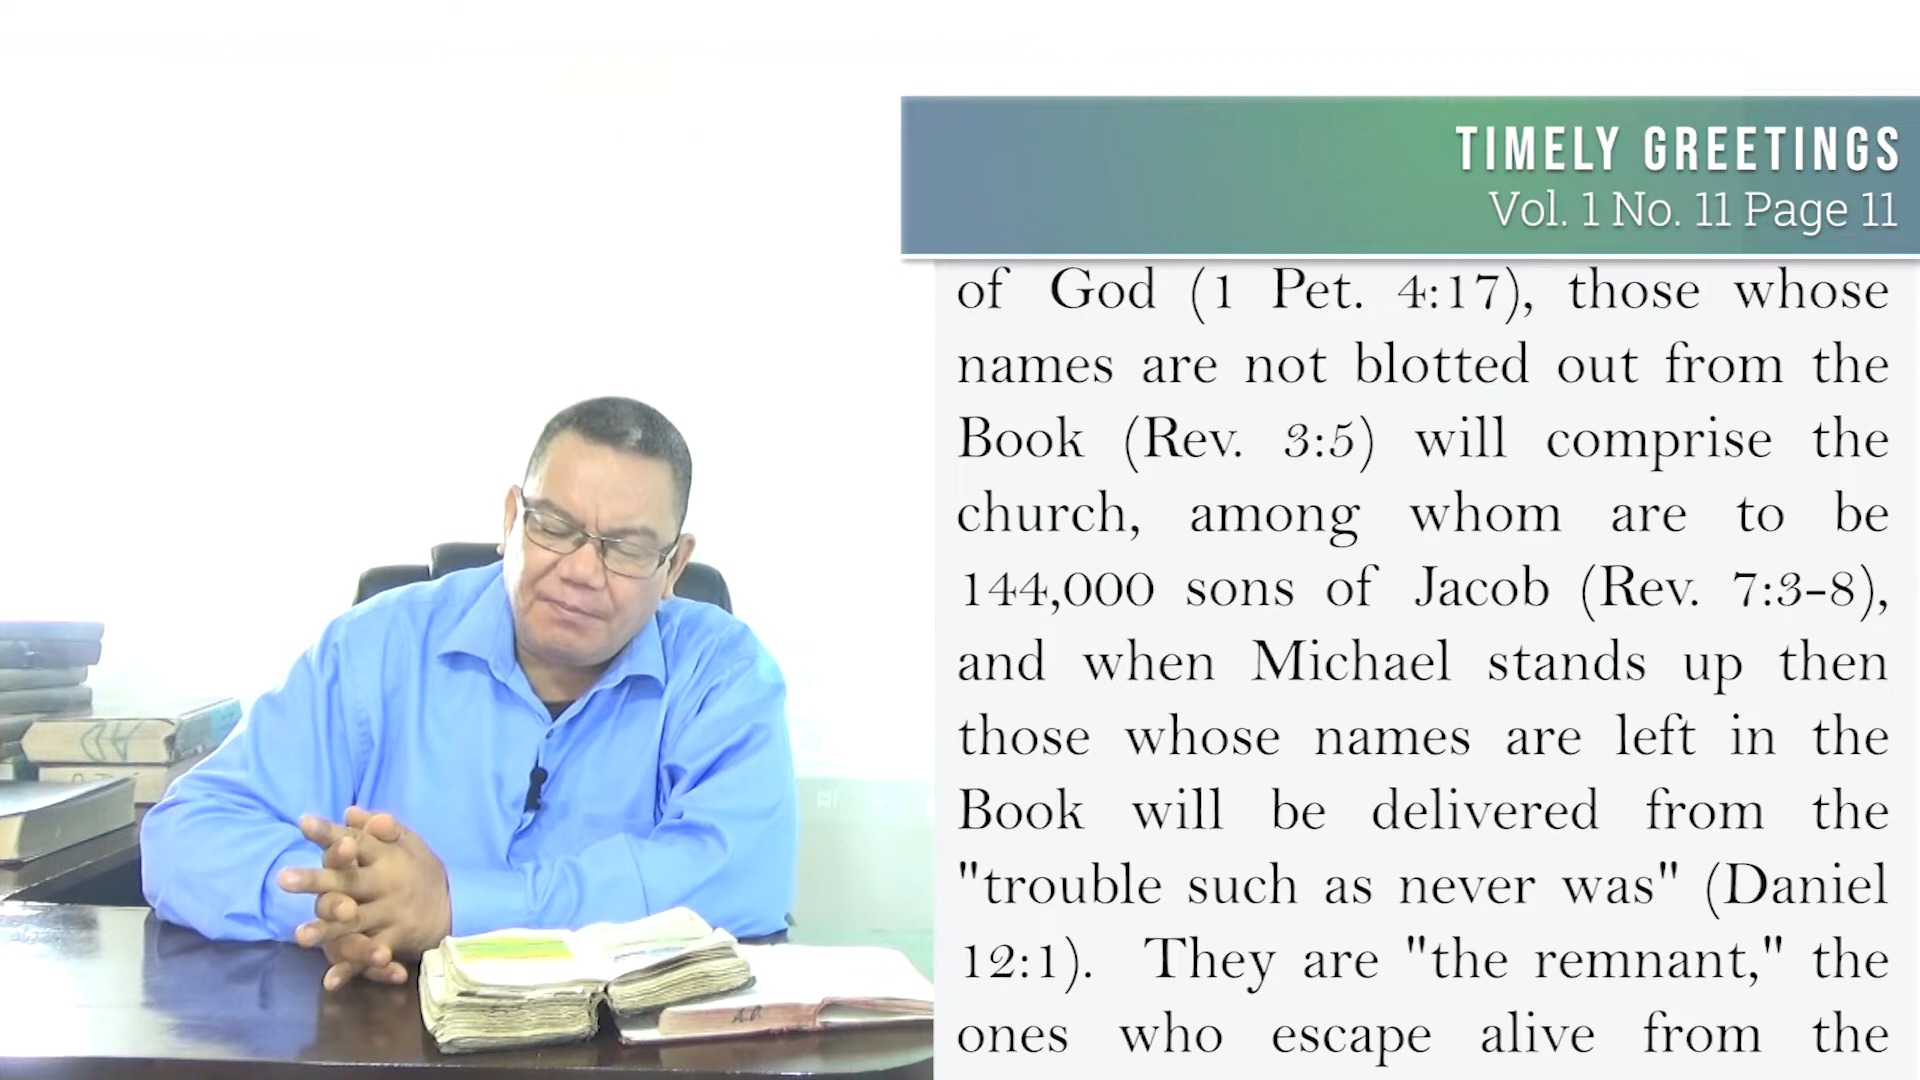 TIMELY GREETINGS
Vol. 1 No. 11 Page 11
of God (1 Pet. 4:17), those whose
names are not blotted out from the
Book (Rev. 3:5) will comprise the
church, among whom are to be
144,000 sons of Jacob (Rev. 7:3-8),
and when Michael stands up then
those whose names are left in the
Book will be delivered from the
"trouble such as never was" (Daniel
12:1). They are "the remnant," the
ones who escape alive from the